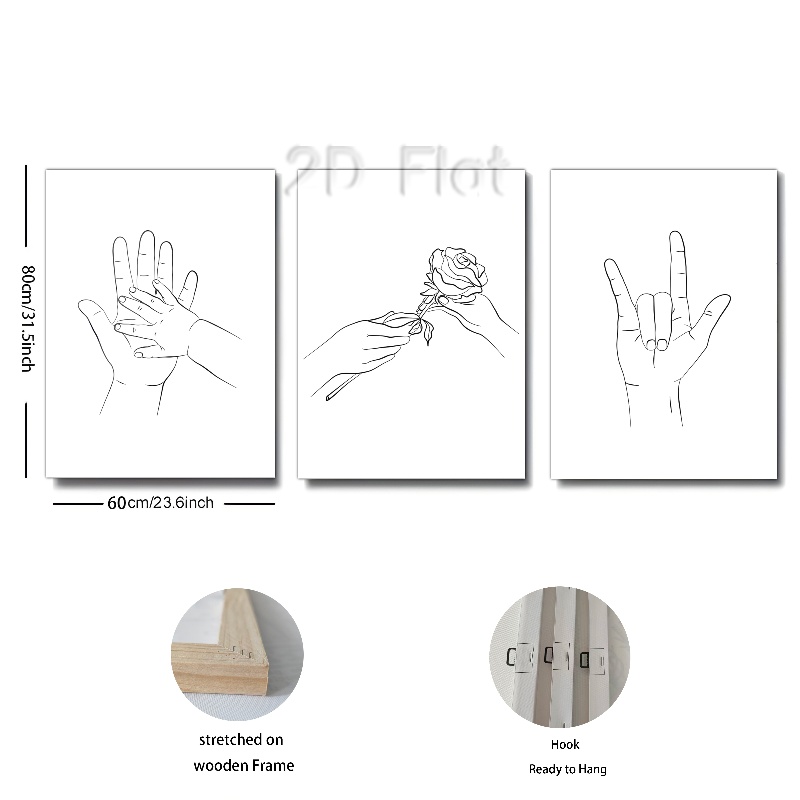 2D Flat
80cm/31.5inch
60cm/23.6inch
stretched on
wooden Frame
Hook
Ready to Hang